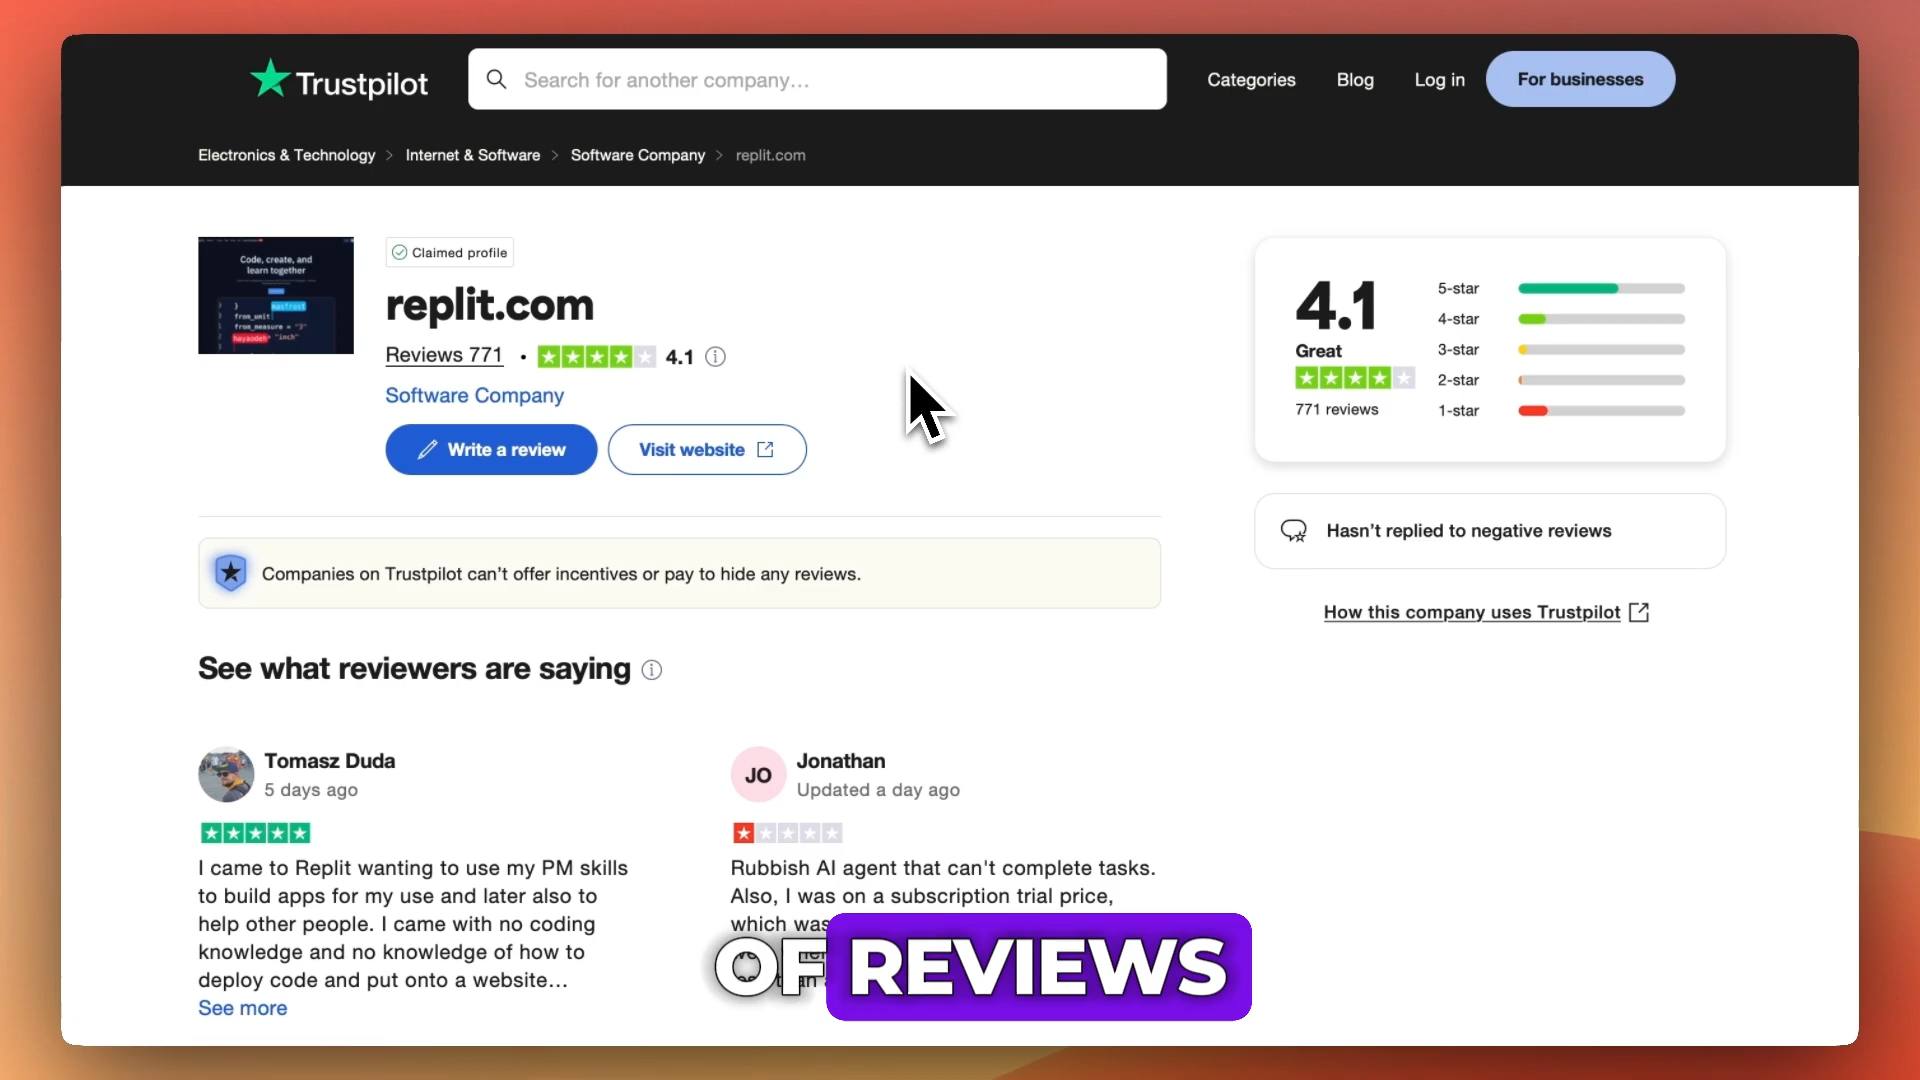 Trustpilot
Search for another company...
Categories
Blog
Log in
For businesses
Electronics & Technology > Internet & Software > Software Company > replit.com
Code, create, and
learn together
Claimed profile
replit.com
Reviews 771 • 4.1
Software Company
Write a review
Visit website
4.1
Great
771 reviews
5-star
4-star
3-star
2-star
1-star
Hasn't replied to negative reviews
How this company uses Trustpilot
Companies on Trustpilot can't offer incentives or pay to hide any reviews.
See what reviewers are saying
Tomasz Duda
5 days ago
I came to Replit wanting to use my PM skills
to build apps for my use and later also to
help other people. I came with no coding
knowledge and no knowledge of how to
deploy code and put onto a website...
See more
JO
Jonathan
Updated a day ago
Rubbish AI agent that can't complete tasks.
Also, I was on a subscription trial price,
which was
OF REVIEWS